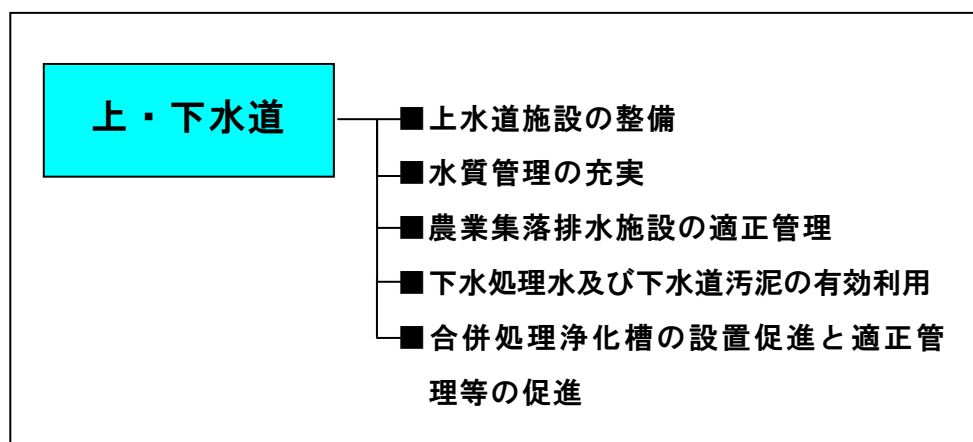 上・下水道
■上水道施設の整備
■水質管理の充実
■農業集落排水施設の適正管理
■下水処理水及び下水道汚泥の有効利用
■合併処理浄化槽の設置促進と適正管
理等の促進